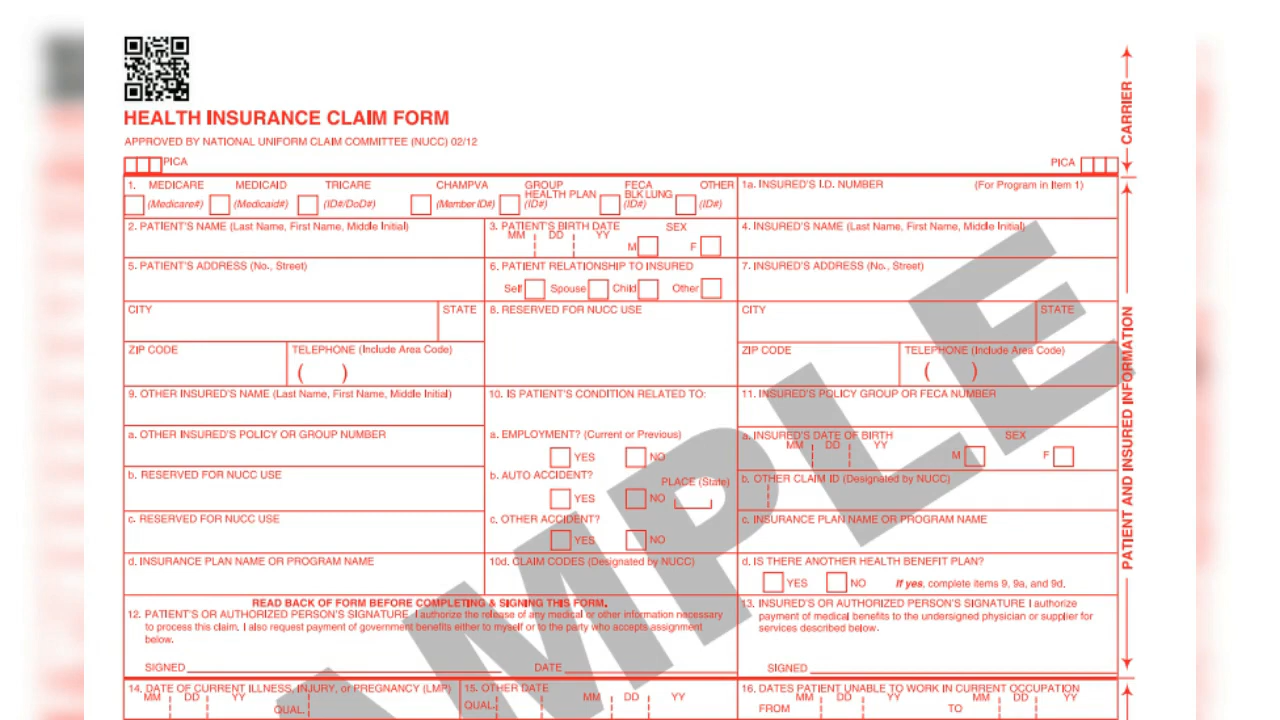 HEALTH INSURANCE CLAIM FORM
APPROVED BY NATIONAL UNIFORM CLAIM COMMITTEE (NUCC) 02/12
PICA PICA
CARRIER
1. MEDICARE MEDICAID TRICARE CHAMPVA GROUP HEALTH PLAN FECA BLK LUNG OTHER
(Medicare#) (Medicaid#) (ID#/DoD#) (Member ID#) (ID#) (ID#) (ID#)
1a. INSURED'S I.D. NUMBER (For Program in Item 1)
2. PATIENT'S NAME (Last Name, First Name, Middle Initial)
3. PATIENT'S BIRTH DATE SEX
MM DD YY M F
4. INSURED'S NAME (Last Name, First Name, Middle Initial)
5. PATIENT'S ADDRESS (No., Street)
6. PATIENT RELATIONSHIP TO INSURED
Self Spouse Child Other
7. INSURED'S ADDRESS (No., Street)
CITY STATE
8. RESERVED FOR NUCC USE
CITY STATE
ZIP CODE TELEPHONE (Include Area Code)
( )
ZIP CODE TELEPHONE (Include Area Code)
( )
9. OTHER INSURED'S NAME (Last Name, First Name, Middle Initial)
10. IS PATIENT'S CONDITION RELATED TO:
11. INSURED'S POLICY GROUP OR FECA NUMBER
a. OTHER INSURED'S POLICY OR GROUP NUMBER
a. EMPLOYMENT? (Current or Previous)
YES NO
a. INSURED'S DATE OF BIRTH SEX
MM DD YY M F
b. RESERVED FOR NUCC USE
b. AUTO ACCIDENT? PLACE (State)
YES NO
b. OTHER CLAIM ID (Designated by NUCC)
c. RESERVED FOR NUCC USE
c. OTHER ACCIDENT?
YES NO
c. INSURANCE PLAN NAME OR PROGRAM NAME
d. INSURANCE PLAN NAME OR PROGRAM NAME
10d. CLAIM CODES (Designated by NUCC)
d. IS THERE ANOTHER HEALTH BENEFIT PLAN?
YES NO If yes, complete items 9, 9a, and 9d.
READ BACK OF FORM BEFORE COMPLETING & SIGNING THIS FORM.
12. PATIENT'S OR AUTHORIZED PERSON'S SIGNATURE I authorize the release of any medical or other information necessary
to process this claim. I also request payment of government benefits either to myself or to the party who accepts assignment
below.
SIGNED DATE
13. INSURED'S OR AUTHORIZED PERSON'S SIGNATURE I authorize
payment of medical benefits to the undersigned physician or supplier for
services described below.
SIGNED
PATIENT AND INSURED INFORMATION
14. DATE OF CURRENT ILLNESS, INJURY, or PREGNANCY (LMP)
MM DD YY QUAL.
15. OTHER DATE
QUAL. MM DD YY
16. DATES PATIENT UNABLE TO WORK IN CURRENT OCCUPATION
MM DD YY MM DD YY
FROM TO
AMPLE